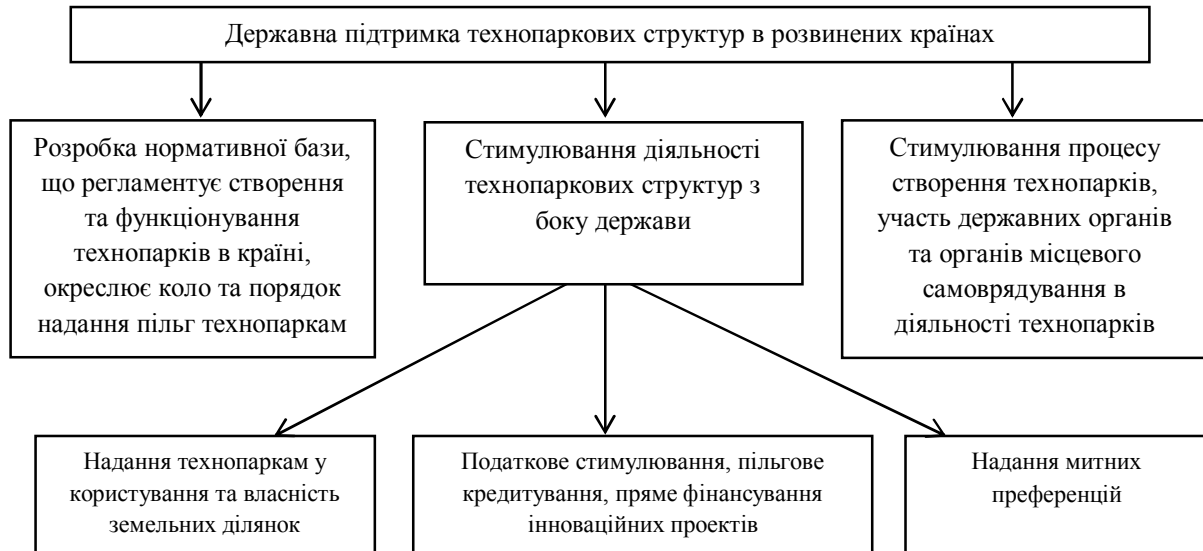 Державна підтримка технопаркових структур в розвинених країнах
Розробка нормативної бази,
що регламентує створення
та функціонування
технопарків в країні,
окреслює коло та порядок
надання пільг технопаркам
Стимулювання діяльності
технопаркових структур з
боку держави
Стимулювання процесу
створення технопарків,
участь державних органів
та органів місцевого
самоврядування в
діяльності технопарків
Надання технопаркам у
користування та власність
земельних ділянок
Податкове стимулювання, пільгове
кредитування, пряме фінансування
інноваційних проектів
Надання митних
преференцій